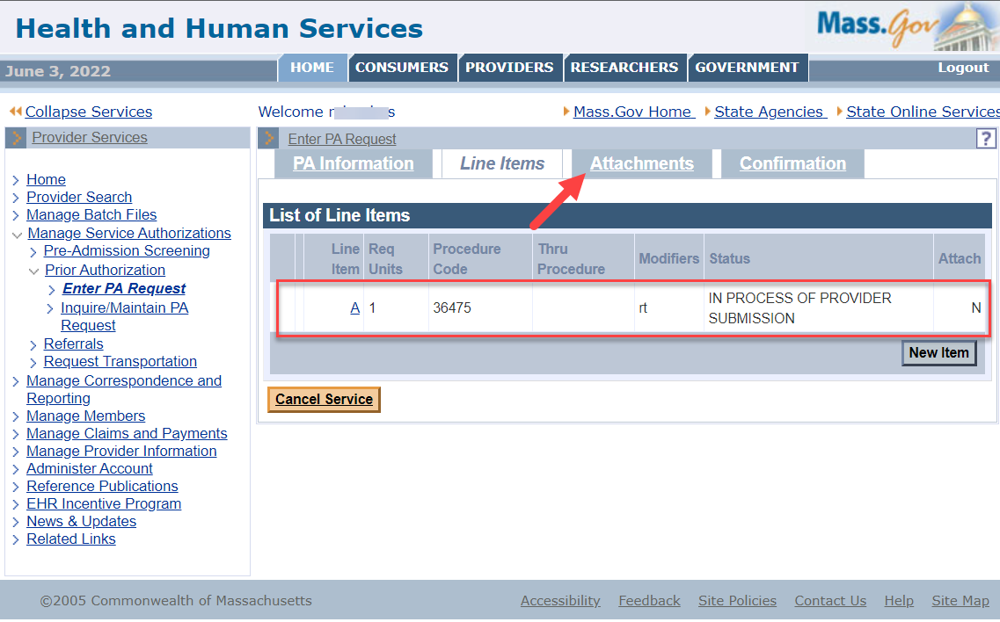 Health and Human Services
Mass.Gov
June 3, 2022
HOME
CONSUMERS
PROVIDERS
RESEARCHERS
GOVERNMENT
Logout
Collapse Services
Welcome
Mass.Gov Home
State Agencies
State Online Services
Provider Services
Home
Provider Search
Manage Batch Files
Manage Service Authorizations
Pre-Admission Screening
Prior Authorization
Enter PA Request
Inquire/Maintain PA
Request
Referrals
Request Transportation
Manage Correspondence and
Reporting
Manage Members
Manage Claims and Payments
Manage Provider Information
Administer Account
Reference Publications
EHR Incentive Program
News & Updates
Related Links
Enter PA Request
?
PA Information
Line Items
Attachments
Confirmation
List of Line Items
Line Item
Req Units
Procedure Code
Thru Procedure
Modifiers
Status
Attach
A
1
36475
rt
IN PROCESS OF PROVIDER
SUBMISSION
N
New Item
Cancel Service
©2005 Commonwealth of Massachusetts
Accessibility
Feedback
Site Policies
Contact Us
Help
Site Map